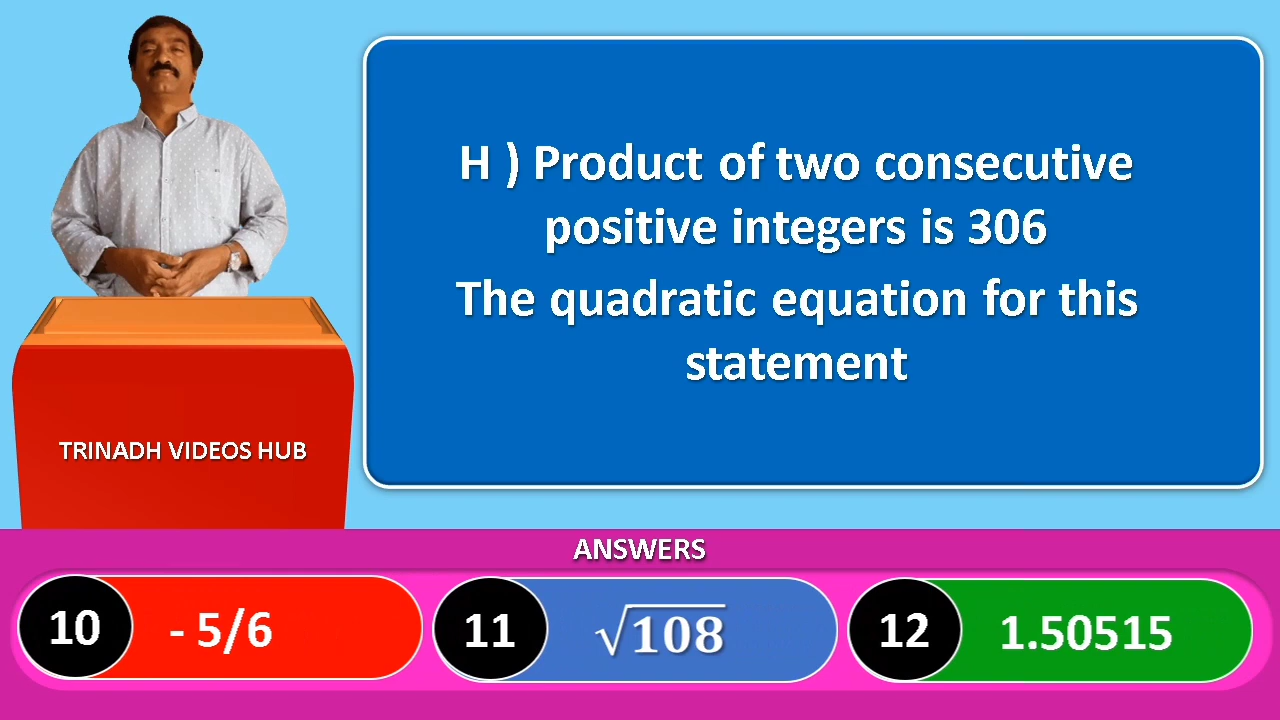 H ) Product of two consecutive
positive integers is 306
The quadratic equation for this
statement
TRINADH VIDEOS HUB
ANSWERS
10 - 5/6
11 √108
12 1.50515